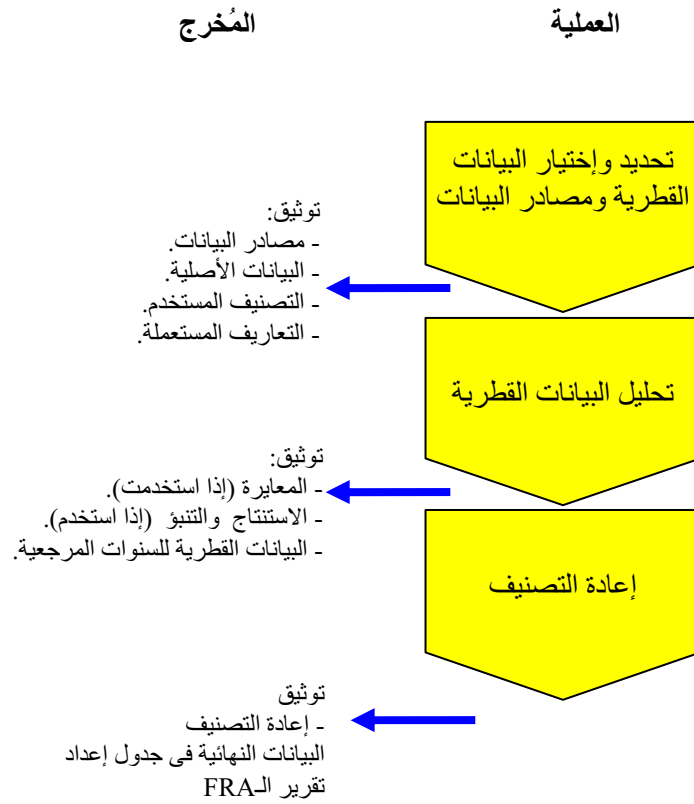 العملية
المُخرج
تحديد وإختيار البيانات
القطرية ومصادر البيانات
توثيق:
- مصادر البيانات.
- البيانات الأصلية.
- التصنيف المستخدم.
- التعاريف المستعملة.
تحليل البيانات القطرية
توثيق:
- المعايرة (إذا استخدمت).
- الاستنتاج والتنبؤ (إذا استخدم).
- البيانات القطرية للسنوات المرجعية.
إعادة التصنيف
توثيق
- إعادة التصنيف
البيانات النهائية فى جدول إعداد
تقرير الـFRA